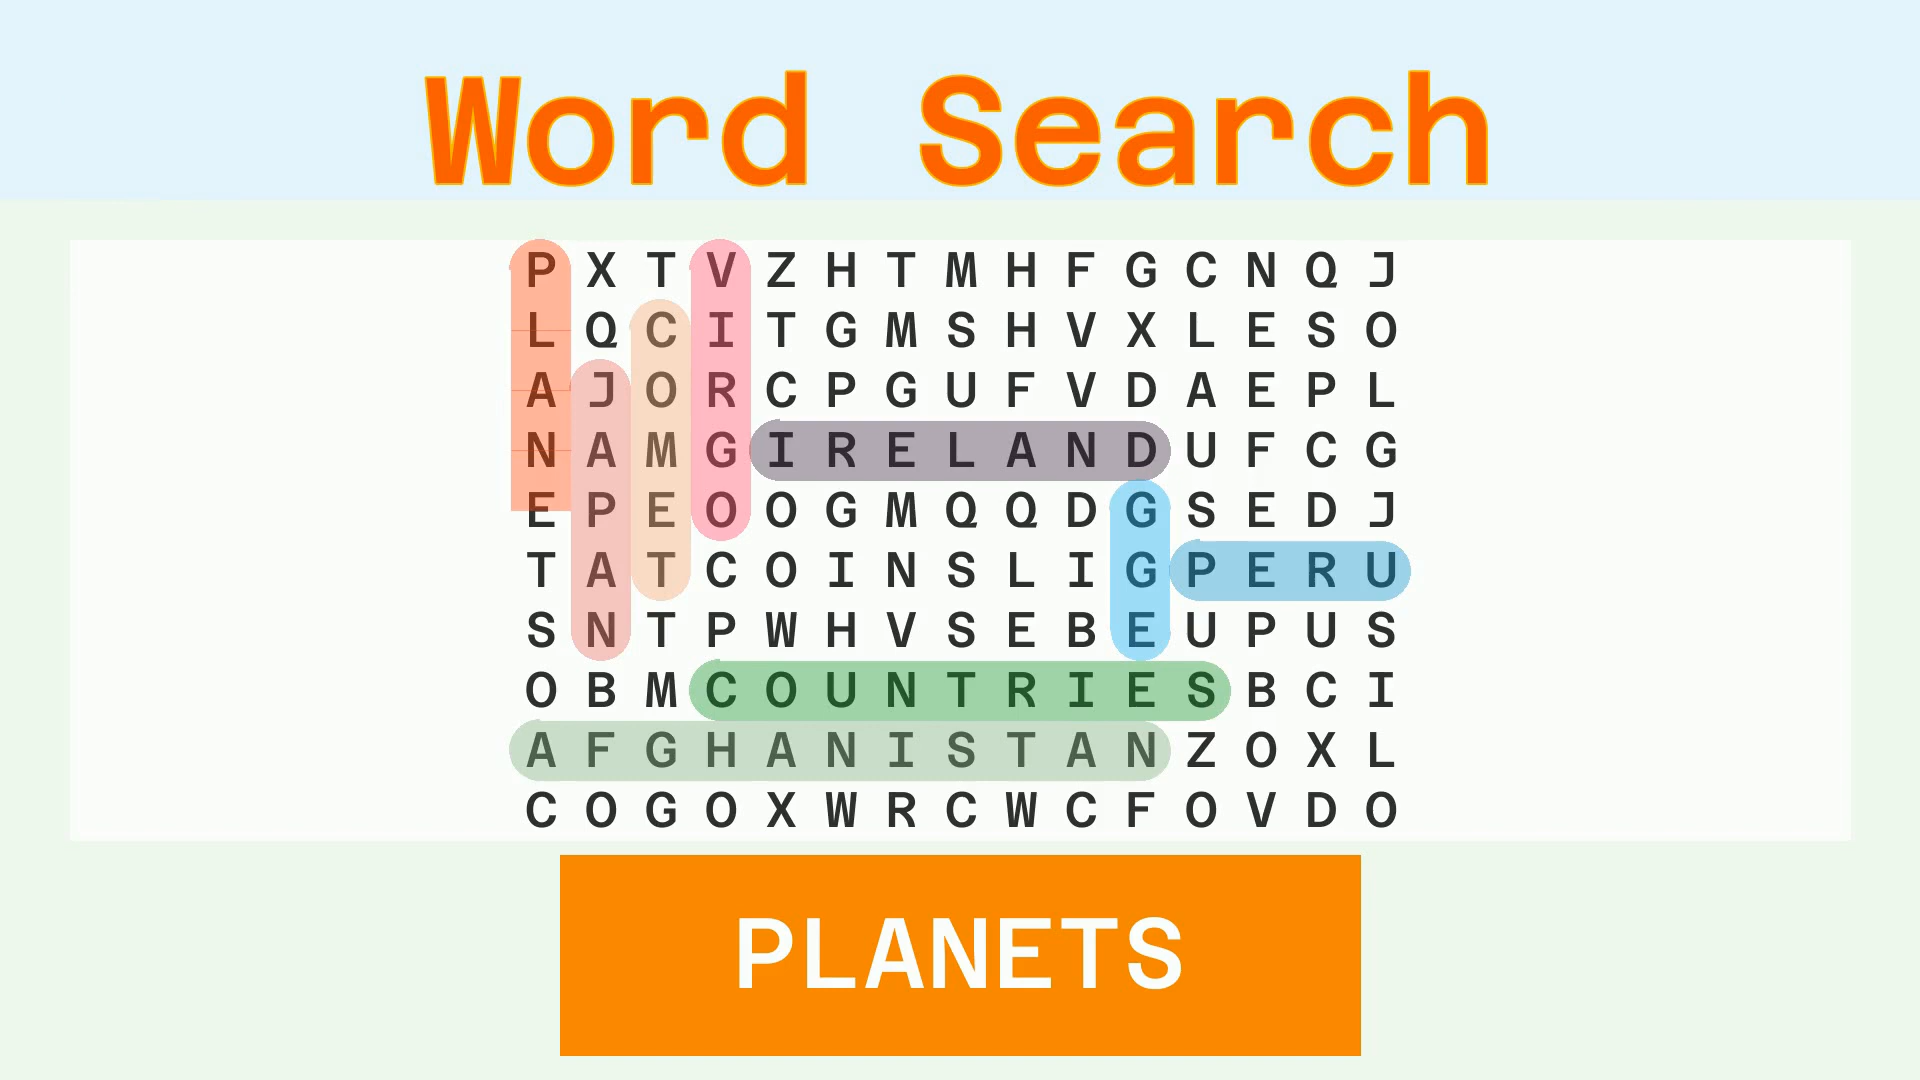 Word Search
P X T V Z H T M H F G C N Q J
L Q C I T G M S H V X L E S O
A J O R C P G U F V D A E P L
N A M G I R E L A N D U F C G
E P E O O G M Q Q D G S E D J
T A T C O I N S L I G P E R U
S N T P W H V S E B E U P U S
O B M C O U N T R I E S B C I
A F G H A N I S T A N Z O X L
C O G O X W R C W C F O V D O
PLANETS